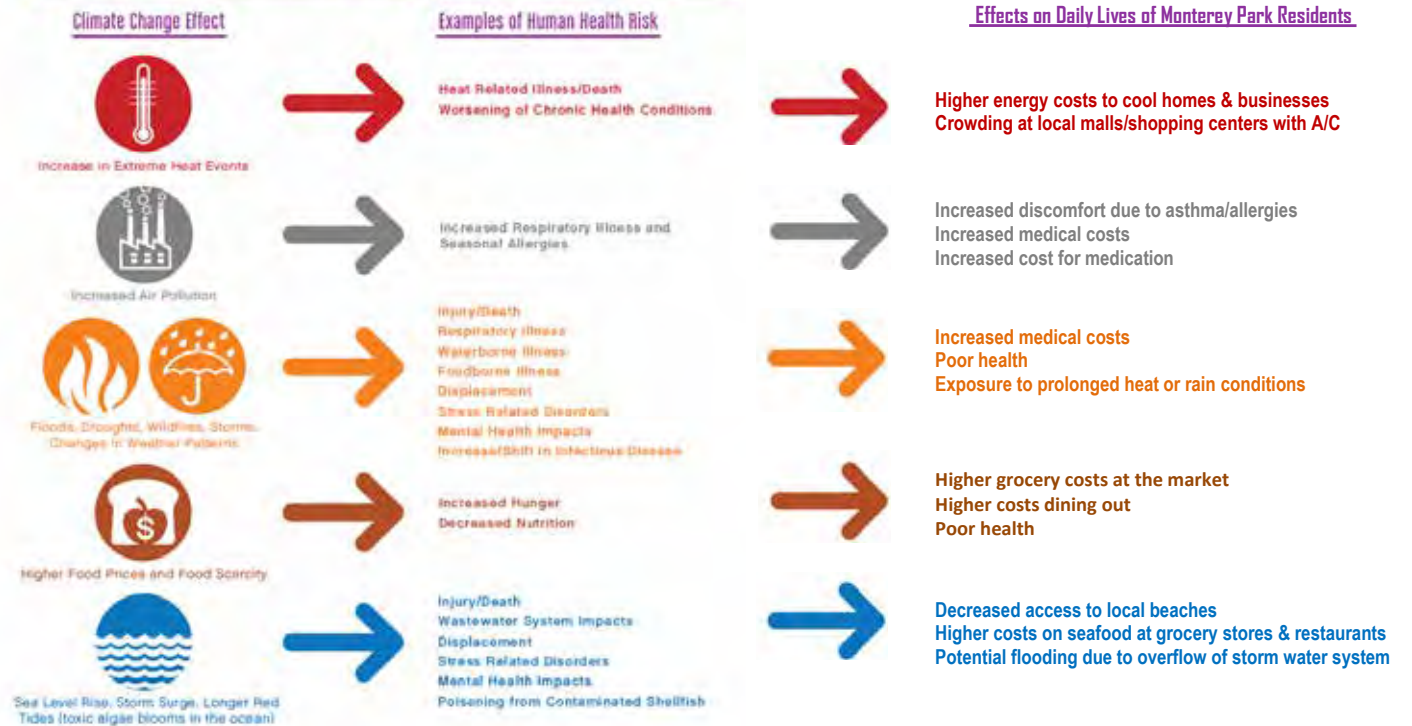 Climate Change Effect
Examples of Human Health Risk
Effects on Daily Lives of Monterey Park Residents
Increase in Extreme Heat Events
Heat Related Illness/Death
Worsening of Chronic Health Conditions
Higher energy costs to cool homes & businesses
Crowding at local malls/shopping centers with A/C
Increased Air Pollution
Increased Respiratory Illness and
Seasonal Allergies
Increased discomfort due to asthma/allergies
Increased medical costs
Increased cost for medication
Floods, Droughts, Wildfires, Storms,
Changes in Weather Patterns
Injury/Death
Respiratory Illness
Waterborne Illness
Foodborne Illness
Displacement
Stress Related Disorders
Mental Health Impacts
Increase/Shift in Infectious Disease
Increased medical costs
Poor health
Exposure to prolonged heat or rain conditions
$
Higher Food Prices and Food Scarcity
Increased Hunger
Decreased Nutrition
Higher grocery costs at the market
Higher costs dining out
Poor health
Sea Level Rise, Storm Surge, Longer Red
Tides (toxic algae blooms in the ocean)
Injury/Death
Wastewater System Impacts
Displacement
Stress Related Disorders
Mental Health Impacts
Poisening from Contaminated Shellfish
Decreased access to local beaches
Higher costs on seafood at grocery stores & restaurants
Potential flooding due to overflow of storm water system